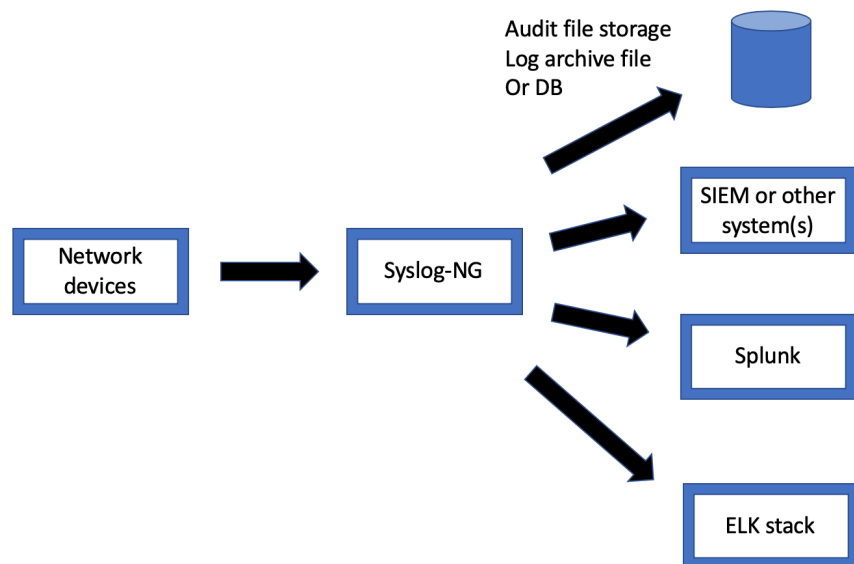 Audit file storage
Log archive file
Or DB
SIEM or other
system(s)
Network
devices
Syslog-NG
Splunk
ELK stack